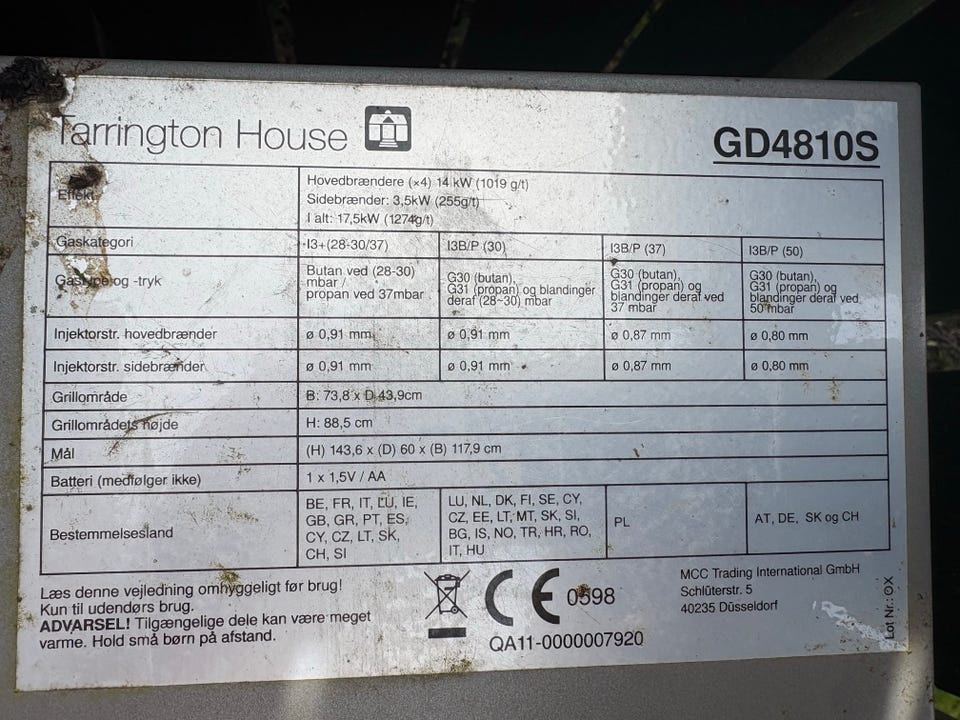 Tarrington House
GD4810S
Effekt
Hovedbrændere (×4) 14 kW (1019 g/t)
Sidebrænder: 3,5kW (255g/t)
I alt: 17,5kW (1274g/t)
Gaskategori
I3+(28-30/37)
I3B/P (30)
I3B/P (37)
I3B/P (50)
Gastype og -tryk
Butan ved (28-30)
mbar /
propan ved 37mbar
G30 (butan),
G31 (propan) og blandinger
deraf (28~30) mbar
G30 (butan),
G31 (propan) og
blandinger deraf ved
37 mbar
G30 (butan),
G31 (propan) og
blandinger deraf ved
50 mbar
Injektorstr. hovedbrænder
ø 0,91 mm
ø 0,91 mm
ø 0,87 mm
ø 0,80 mm
Injektorstr. sidebrænder
ø 0,91 mm
ø 0,91 mm
ø 0,87 mm
ø 0,80 mm
Grillområde
B: 73,8 x D 43,9cm
Grillområdets højde
H: 88,5 cm
Mål
(H) 143,6 x (D) 60 x (B) 117,9 cm
Batteri (medfølger ikke)
1 x 1,5V / AA
Bestemmelsesland
BE, FR, IT, LU, IE,
GB, GR, PT, ES,
CY, CZ, LT, SK,
CH, SI
LU, NL, DK, FI, SE, CY,
CZ, EE, LT, MT, SK, SI,
BG, IS, NO, TR, HR, RO,
IT, HU
PL
AT, DE, SK og CH
Læs denne vejledning omhyggeligt før brug!
Kun til udendørs brug.
ADVARSEL! Tilgængelige dele kan være meget
varme. Hold små børn på afstand.
CE 0598
QA11-0000007920
MCC Trading International GmbH
Schlüterstr. 5
40235 Düsseldorf
Lot Nr.: OX